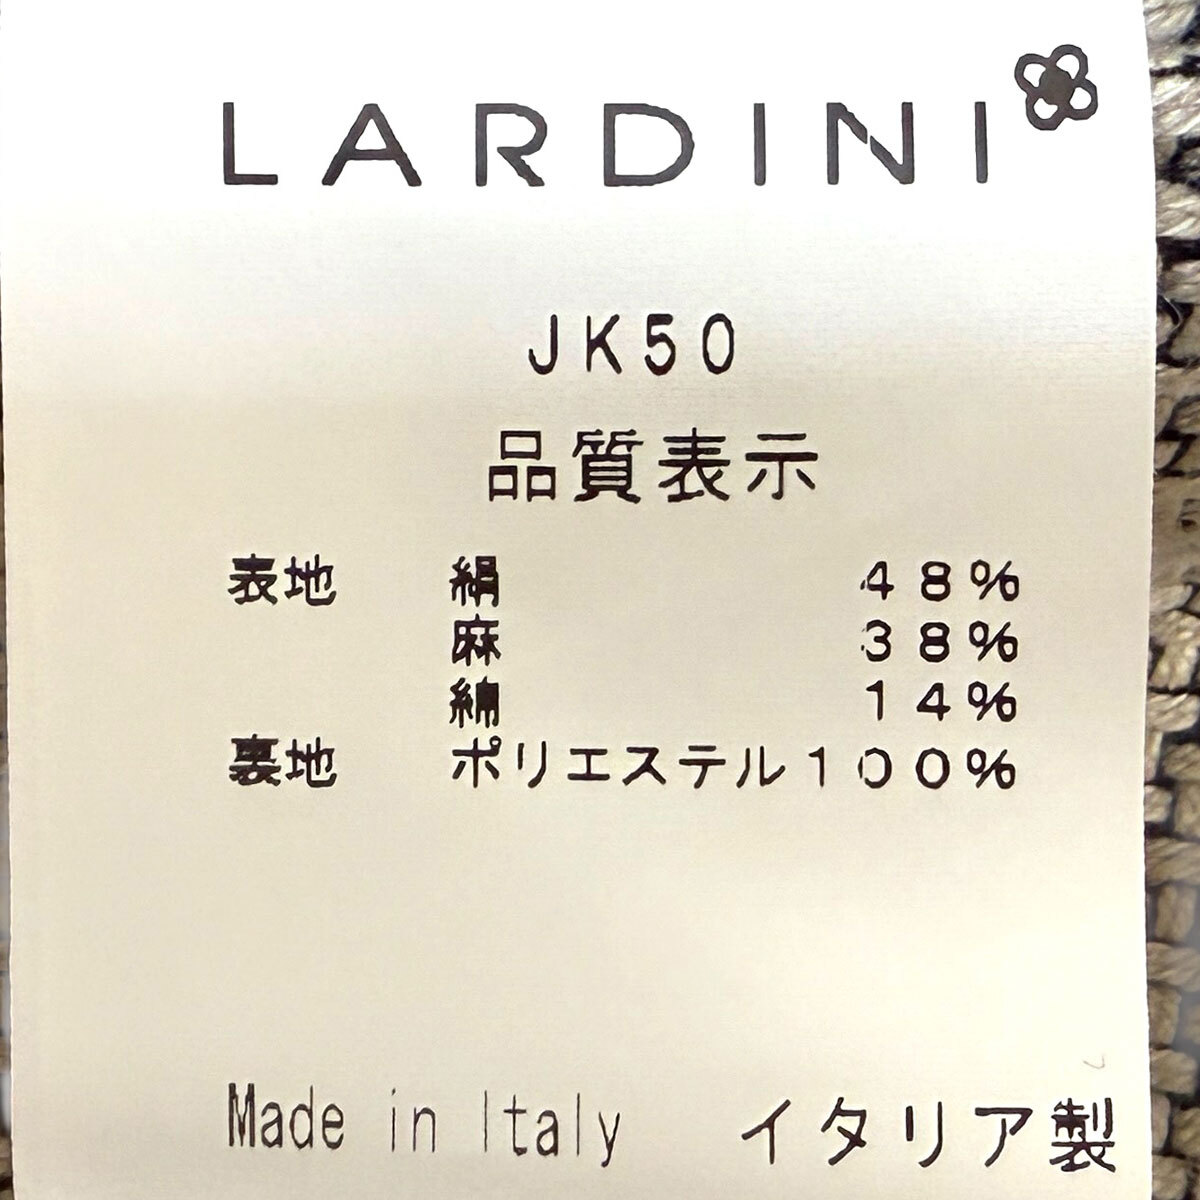 LARDINI
JK50
品質表示
表地 絹 48%
麻 38%
綿 14%
裏地 ポリエステル100%
Made in Italy イタリア製